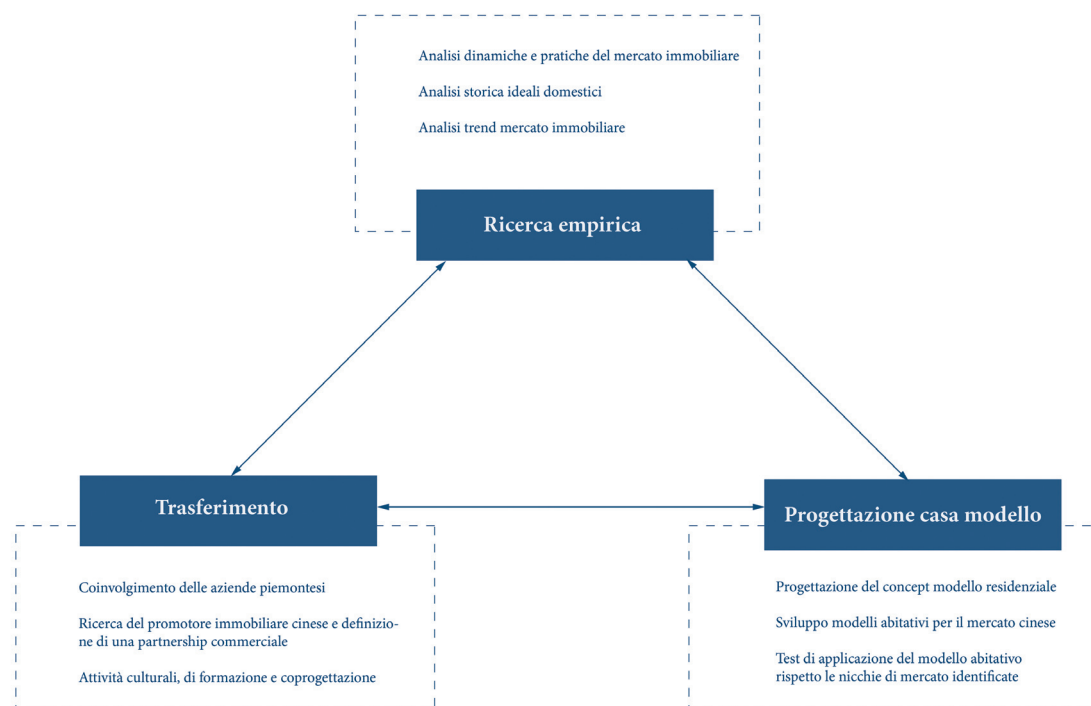 Analisi dinamiche e pratiche del mercato immobiliare
Analisi storica ideali domestici
Analisi trend mercato immobiliare
Ricerca empirica
Trasferimento
Coinvolgimento delle aziende piemontesi
Ricerca del promotore immobiliare cinese e definizio-
ne di una partnership commerciale
Attività culturali, di formazione e coprogettazione
Progettazione casa modello
Progettazione del concept modello residenziale
Sviluppo modelli abitativi per il mercato cinese
Test di applicazione del modello abitativo
rispetto le nicchie di mercato identificate